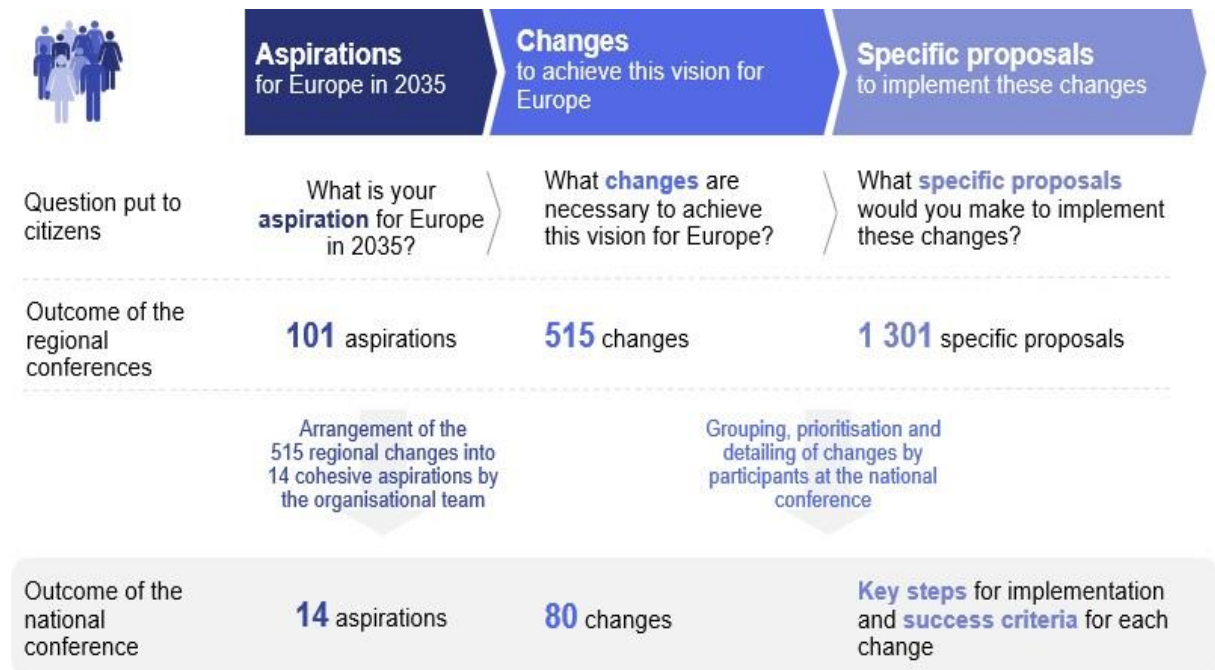 Aspirations
for Europe in 2035
Changes
to achieve this vision for
Europe
Specific proposals
to implement these changes
Question put to
citizens
What is your
aspiration for Europe
in 2035?
What changes are
necessary to achieve
this vision for Europe?
What specific proposals
would you make to implement
these changes?
Outcome of the
regional
conferences
101 aspirations
515 changes
1 301 specific proposals
Arrangement of the
515 regional changes into
14 cohesive aspirations by
the organisational team
Grouping, prioritisation and
detailing of changes by
participants at the national
conference
Outcome of the
national
conference
14 aspirations
80 changes
Key steps for implementation
and success criteria for each
change